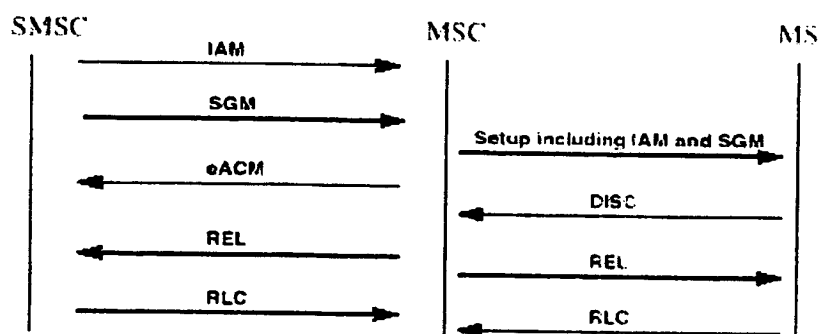 SMSC
MSC
MS
IAM
SGM
Setup including IAM and SGM
eACM
DISC
REL
REL
RLC
RLC